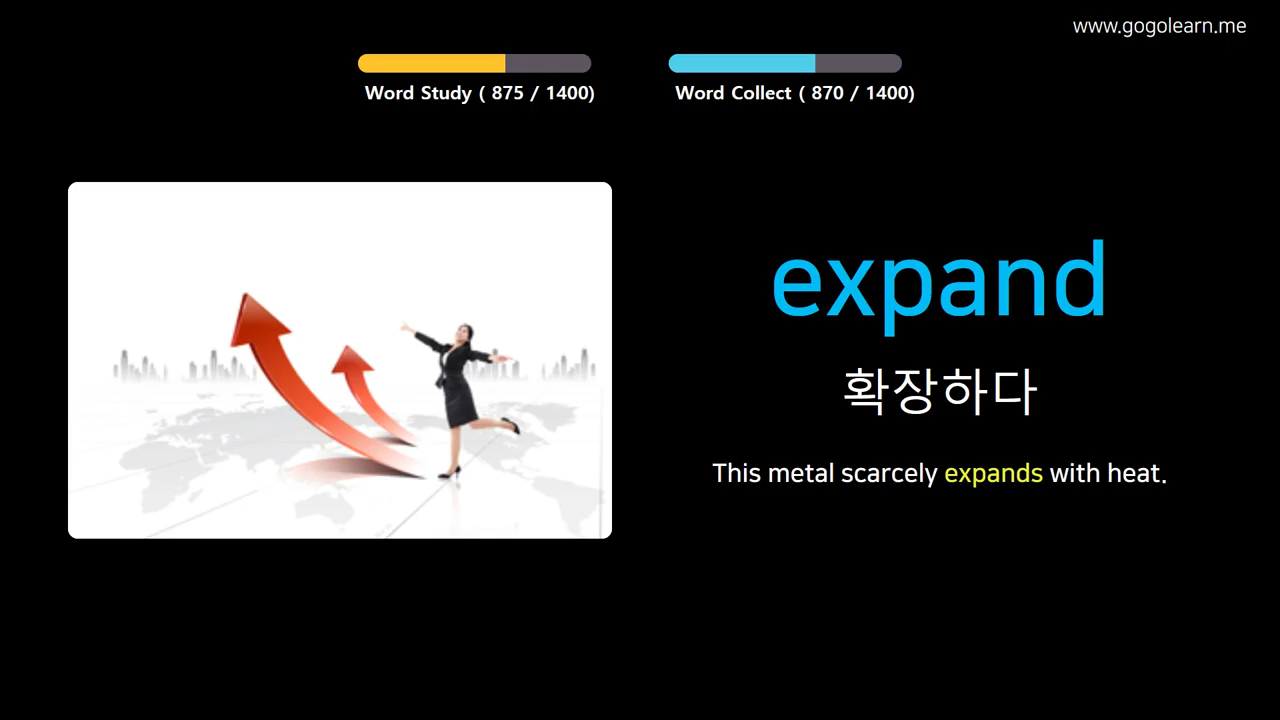 www.gogolearn.me
Word Study ( 875 / 1400)
Word Collect ( 870 / 1400)
expand
확장하다
This metal scarcely expands with heat.